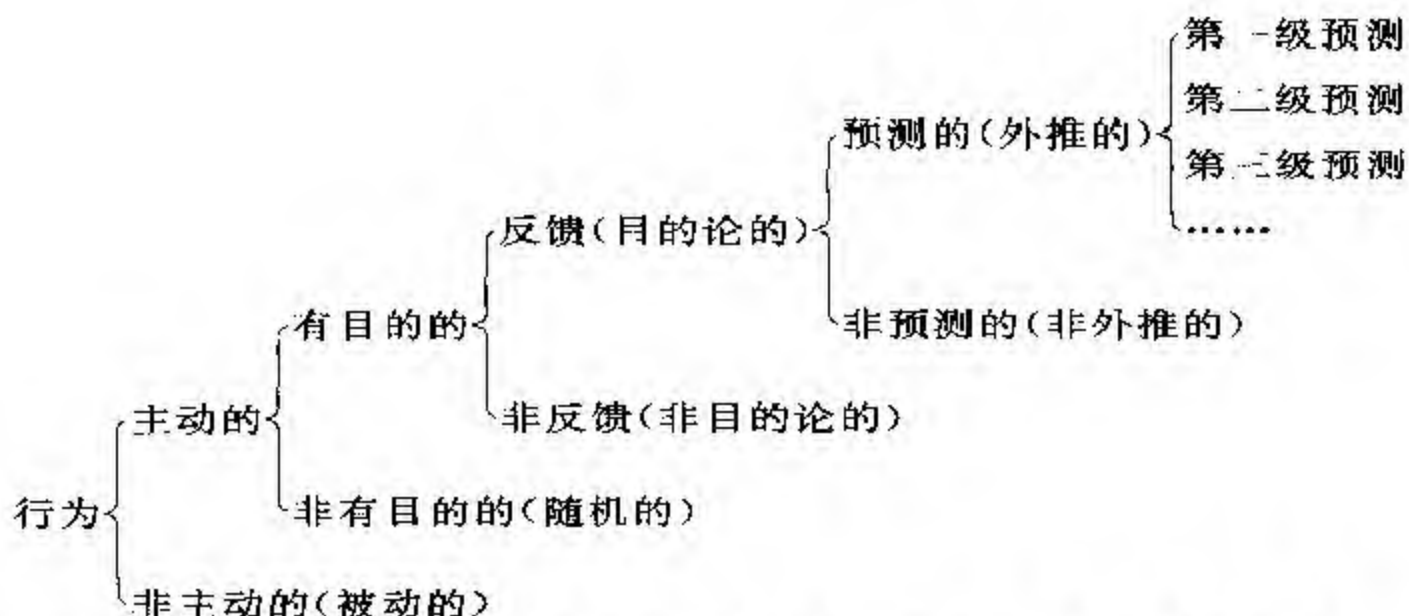 第一级预测
第二级预测
预测的(外推的)
第三级预测
反馈(目的论的)
……
有目的的
非预测的(非外推的)
主动的
非反馈(非目的论的)
行为
非有目的的(随机的)
非主动的(被动的)